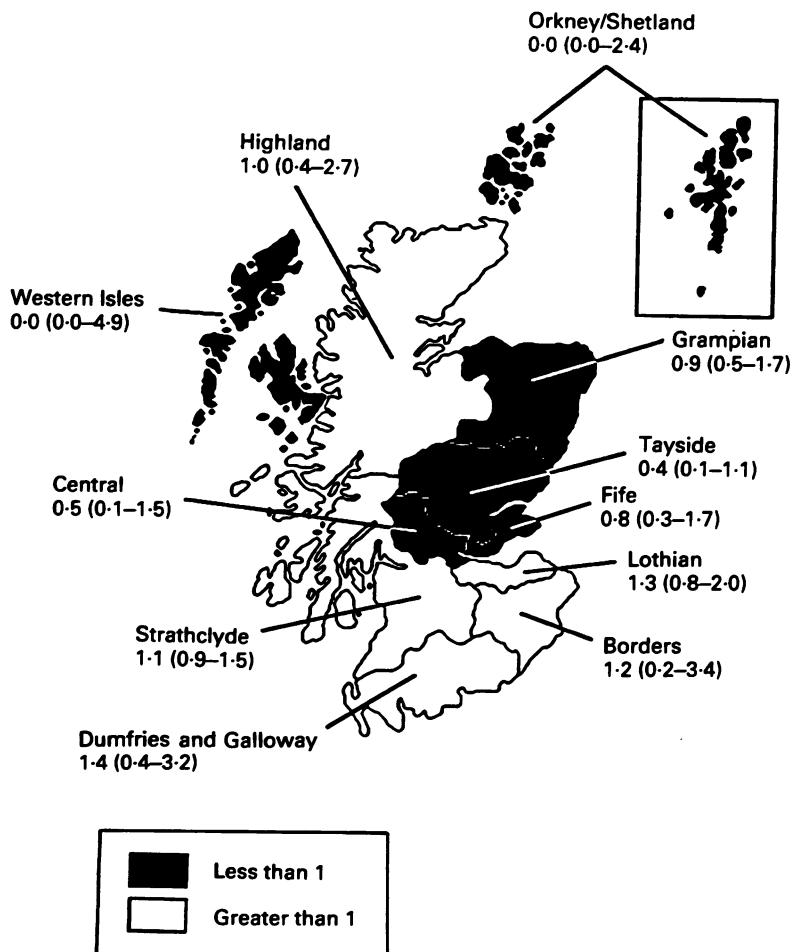 Orkney/Shetland
0·0 (0·0–2·4)
Highland
1·0 (0·4–2·7)
Western Isles
0·0 (0·0–4·9)
Grampian
0·9 (0·5–1·7)
Tayside
0·4 (0·1–1·1)
Central
0·5 (0·1–1·5)
Fife
0·8 (0·3–1·7)
Lothian
1·3 (0·8–2·0)
Strathclyde
1·1 (0·9–1·5)
Borders
1·2 (0·2–3·4)
Dumfries and Galloway
1·4 (0·4–3·2)
Less than 1
Greater than 1